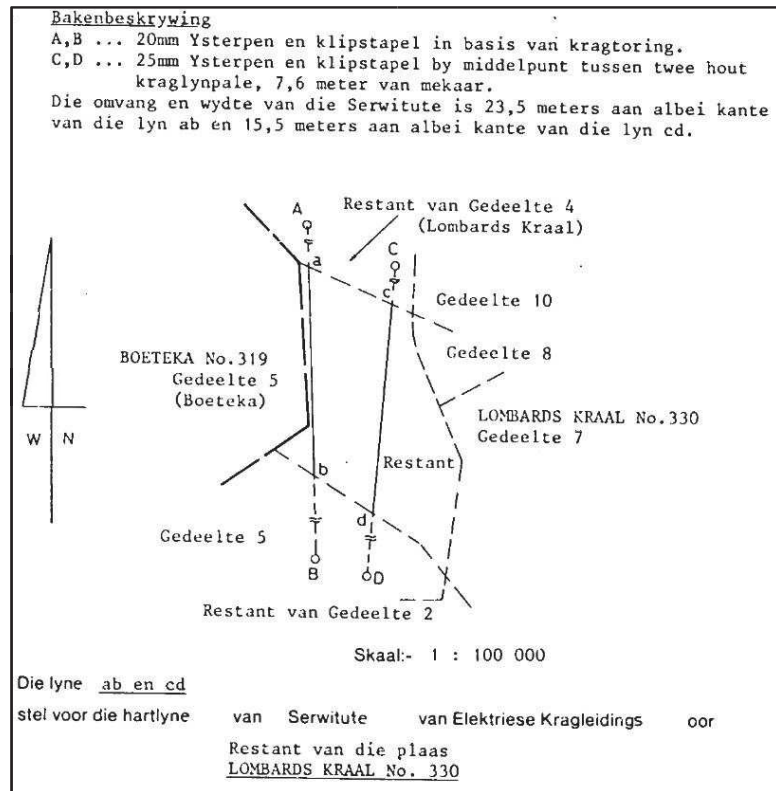 Bakenbeskrywing
A,B ... 20mm Ysterpen en klipstapel in basis van kragtoring.
C,D ... 25mm Ysterpen en klipstapel by middelpunt tussen twee hout
kraglynpale, 7,6 meter van mekaar.
Die omvang en wydte van die Serwitute is 23,5 meters aan albei kante
van die lyn ab en 15,5 meters aan albei kante van die lyn cd.
A
Restant van Gedeelte 4
(Lombards Kraal)
C
a
c
Gedeelte 10
BOETEKA No.319
Gedeelte 5
(Boeteka)
Gedeelte 8
LOMBARDS KRAAL No.330
Gedeelte 7
W N
Restant
b
d
Gedeelte 5
B
D
Restant van Gedeelte 2
Skaal:- 1 : 100 000
Die lyne ab en cd
stel voor die hartlyne van Serwitute van Elektriese Kragleidings oor
Restant van die plaas
LOMBARDS KRAAL No. 330